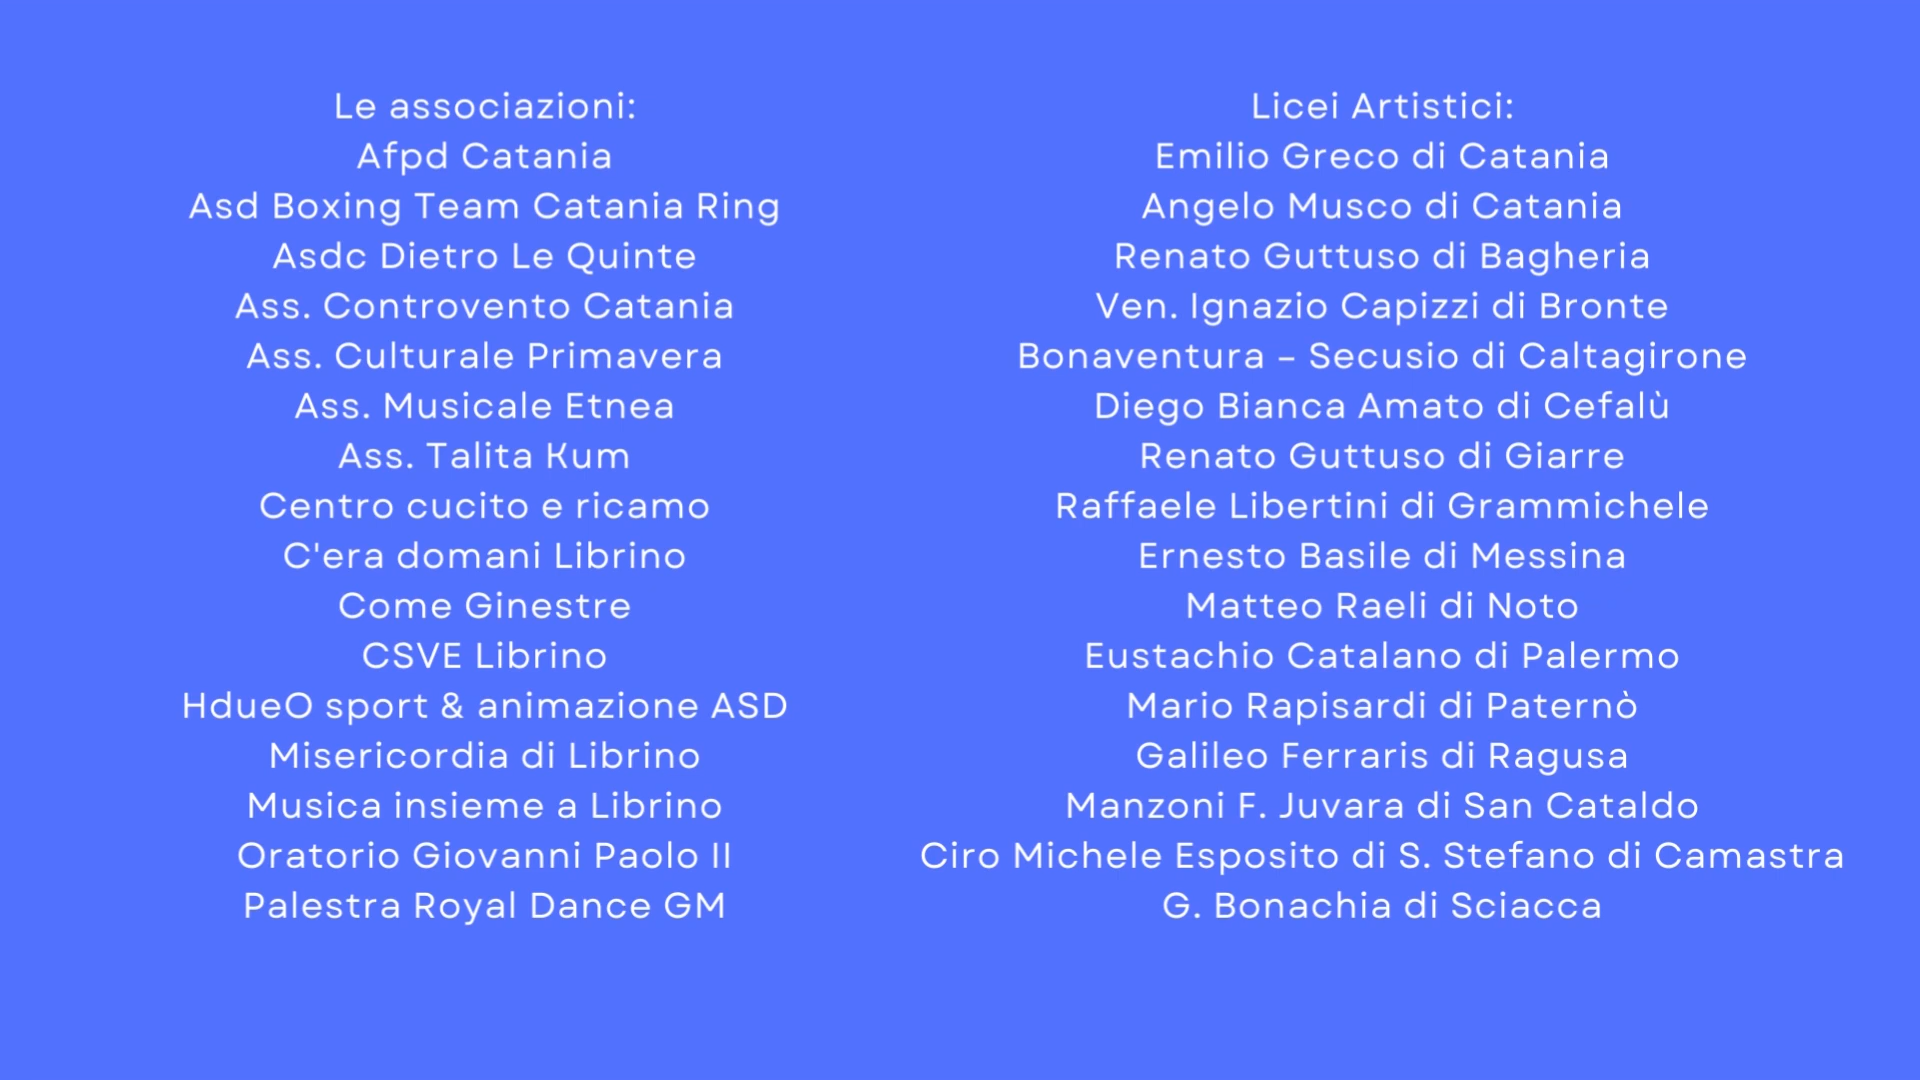 Le associazioni:
Afpd Catania
Asd Boxing Team Catania Ring
Asdc Dietro Le Quinte
Ass. Controvento Catania
Ass. Culturale Primavera
Ass. Musicale Etnea
Ass. Talita Kum
Centro cucito e ricamo
C'era domani Librino
Come Ginestre
CSVE Librino
HdueO sport & animazione ASD
Misericordia di Librino
Musica insieme a Librino
Oratorio Giovanni Paolo II
Palestra Royal Dance GM
Licei Artistici:
Emilio Greco di Catania
Angelo Musco di Catania
Renato Guttuso di Bagheria
Ven. Ignazio Capizzi di Bronte
Bonaventura – Secusio di Caltagirone
Diego Bianca Amato di Cefalù
Renato Guttuso di Giarre
Raffaele Libertini di Grammichele
Ernesto Basile di Messina
Matteo Raeli di Noto
Eustachio Catalano di Palermo
Mario Rapisardi di Paternò
Galileo Ferraris di Ragusa
Manzoni F. Juvara di San Cataldo
Ciro Michele Esposito di S. Stefano di Camastra
G. Bonachia di Sciacca